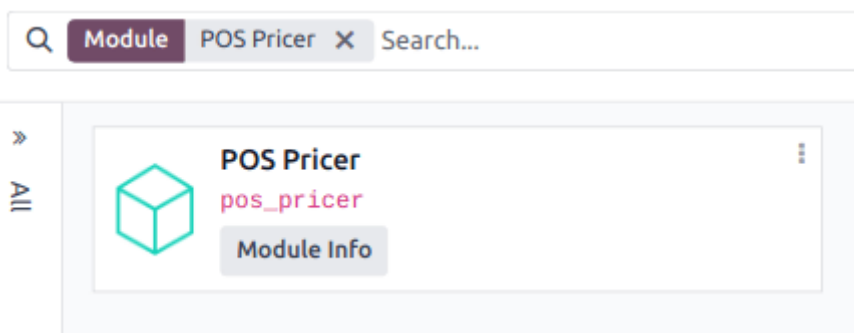 Module POS Pricer Search...
All
POS Pricer
pos_pricer
Module Info